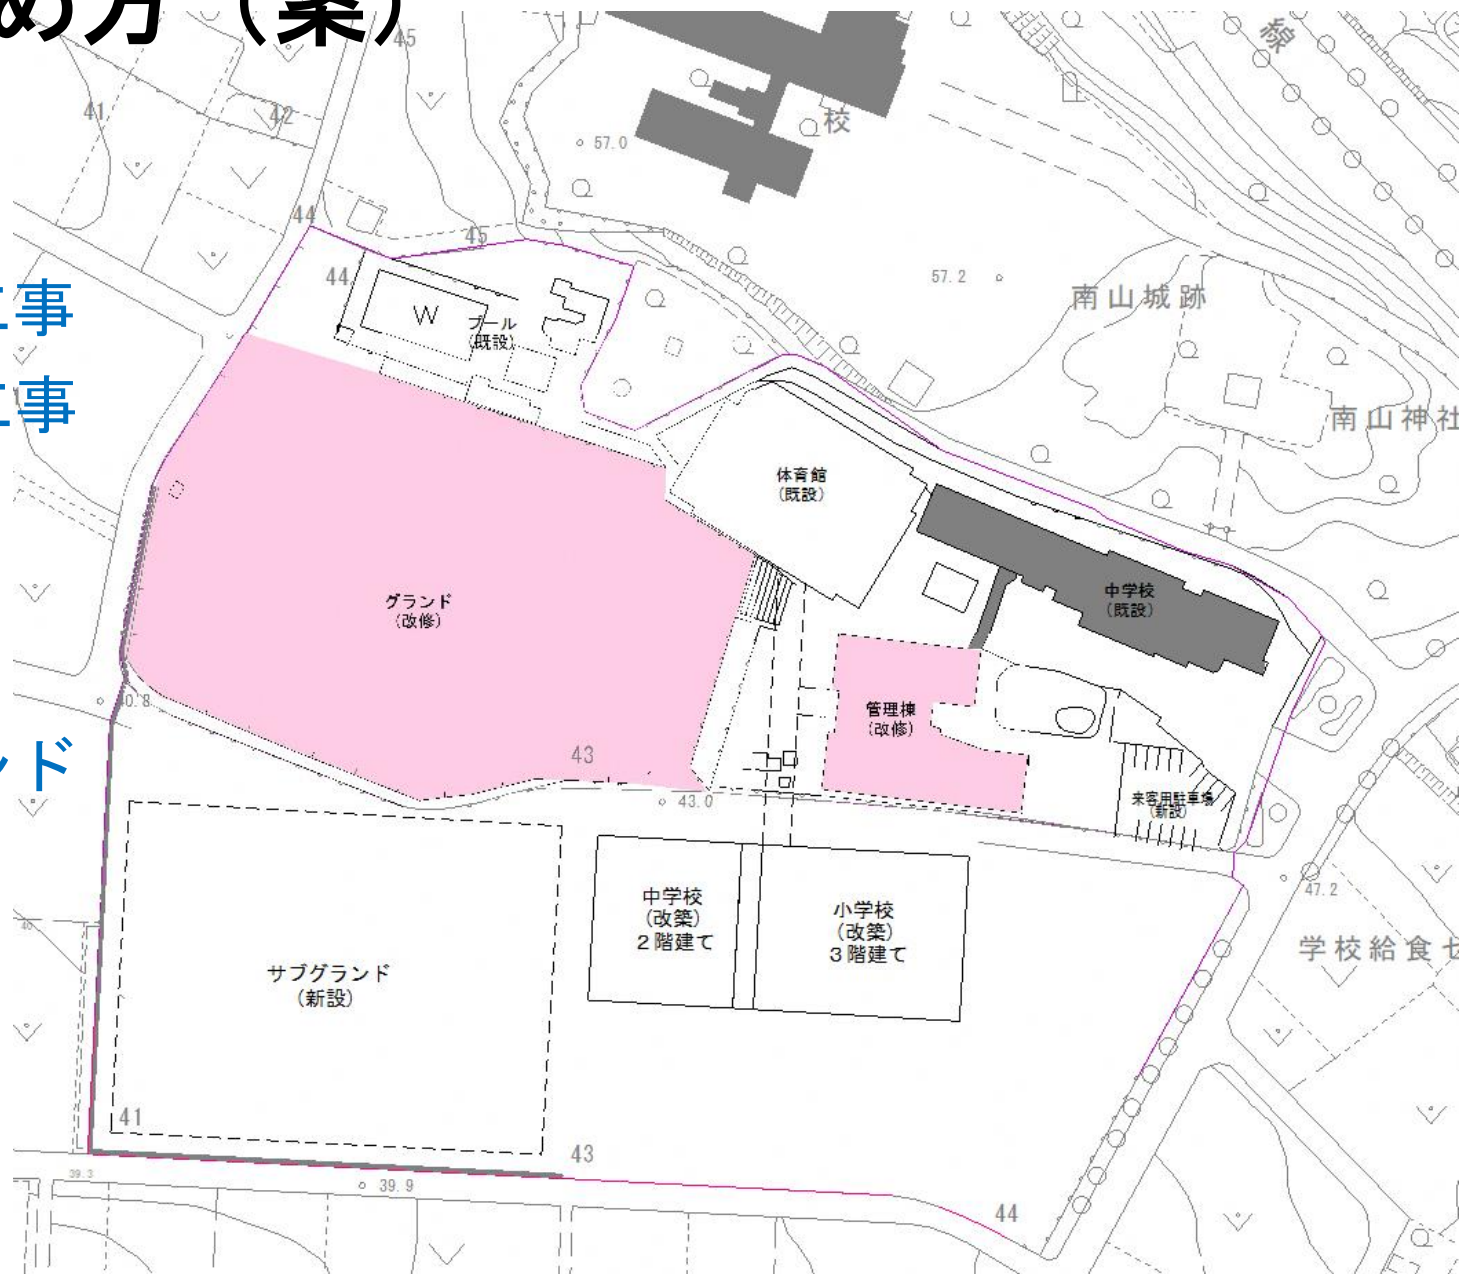 め方（案）
45
41
42
線
校
57.0
44
45
44
57.2
南山城跡
工事
W
プール
（既設）
工事
南山神社
体育館
（既設）
中学校
（既設）
グランド
（改修）
40.8
管理棟
（改修）
ンド
43
43.0
来客用駐車場
（新設）
47.2
中学校
（改築）
２階建て
小学校
（改築）
３階建て
40
学校給食セ
サブグランド
（新設）
41
43
39.3
39.9
44